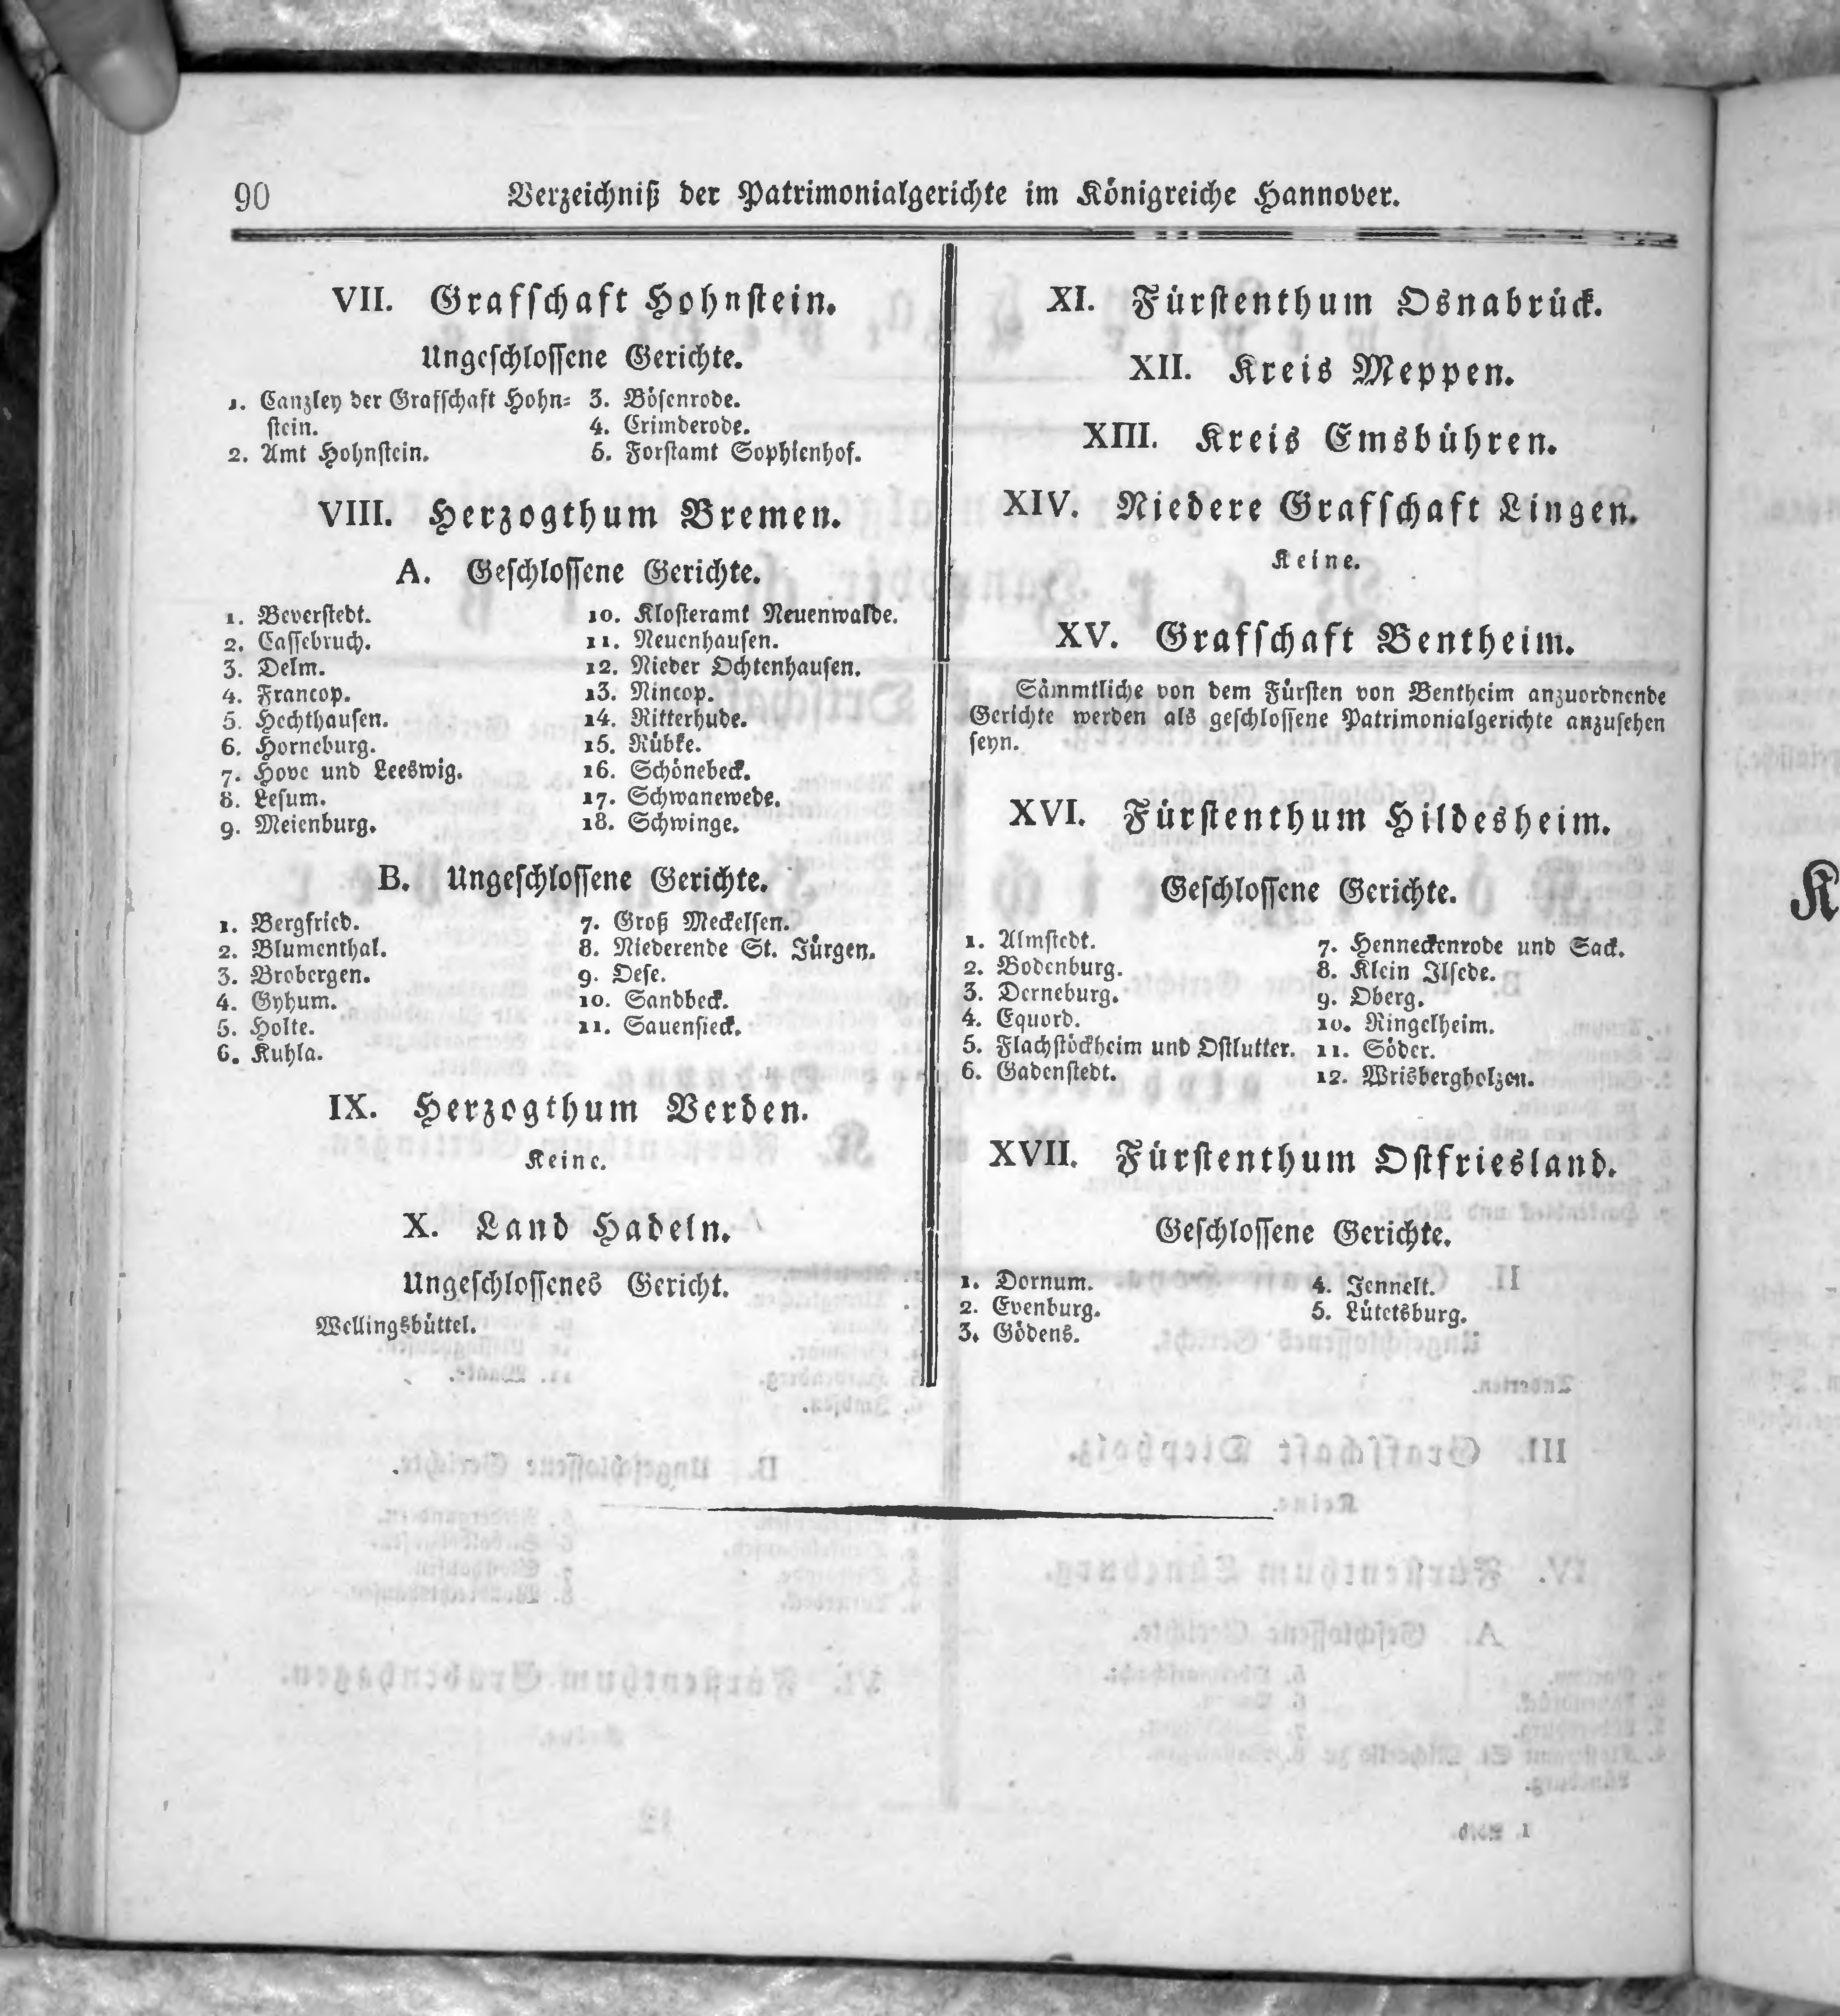 90
Verzeichniß der Patrimonialgerichte im Königreiche Hannover.
VII. Grafschaft Hohnstein.
Ungeschlossene Gerichte.
1. Canzley der Grafschaft Hohn=
stein.
2. Amt Hohnstein.
3. Bösenrode.
4. Crimderode.
5. Forstamt Sophienhof.
VIII. Herzogthum Bremen.
A. Geschlossene Gerichte.
1. Beverstedt.
2. Cassebruch.
3. Delm.
4. Francop.
5. Hechthausen.
6. Horneburg.
7. Hove und Leeswig.
8. Lesum.
9. Meienburg.
10. Klosteramt Neuenwalde.
11. Neuenhausen.
12. Nieder Ochtenhausen.
13. Nincop.
14. Ritterhude.
15. Rübke.
16. Schönebeck.
17. Schwanewede.
18. Schwinge.
B. Ungeschlossene Gerichte.
1. Bergfried.
2. Blumenthal.
3. Brobergen.
4. Gyhum.
5. Holte.
6. Kuhla.
7. Groß Meckelsen.
8. Niederende St. Jürgen.
9. Oese.
10. Sandbeck.
11. Sauensieck.
IX. Herzogthum Verden.
Keine.
X. Land Hadeln.
Ungeschlossenes Gericht.
Wellingsbüttel.
XI. Fürstenthum Osnabrück.
XII. Kreis Meppen.
XIII. Kreis Emsbühren.
XIV. Niedere Grafschaft Lingen.
Keine.
XV. Grafschaft Bentheim.
Sämmtliche von dem Fürsten von Bentheim anzuordnende
Gerichte werden als geschlossene Patrimonialgerichte anzusehen
seyn.
XVI. Fürstenthum Hildesheim.
Geschlossene Gerichte.
1. Almstedt.
2. Bodenburg.
3. Derneburg.
4. Equord.
5. Flachstöckheim und Ostlutter.
6. Gadenstedt.
7. Henneckenrode und Sack.
8. Klein Ilsede.
9. Oberg.
10. Ringelheim.
11. Söder.
12. Wrisbergholzen.
XVII. Fürstenthum Ostfriesland.
Geschlossene Gerichte.
1. Dornum.
2. Evenburg.
3. Gödens.
4. Jennelt.
5. Lütetsburg.
K